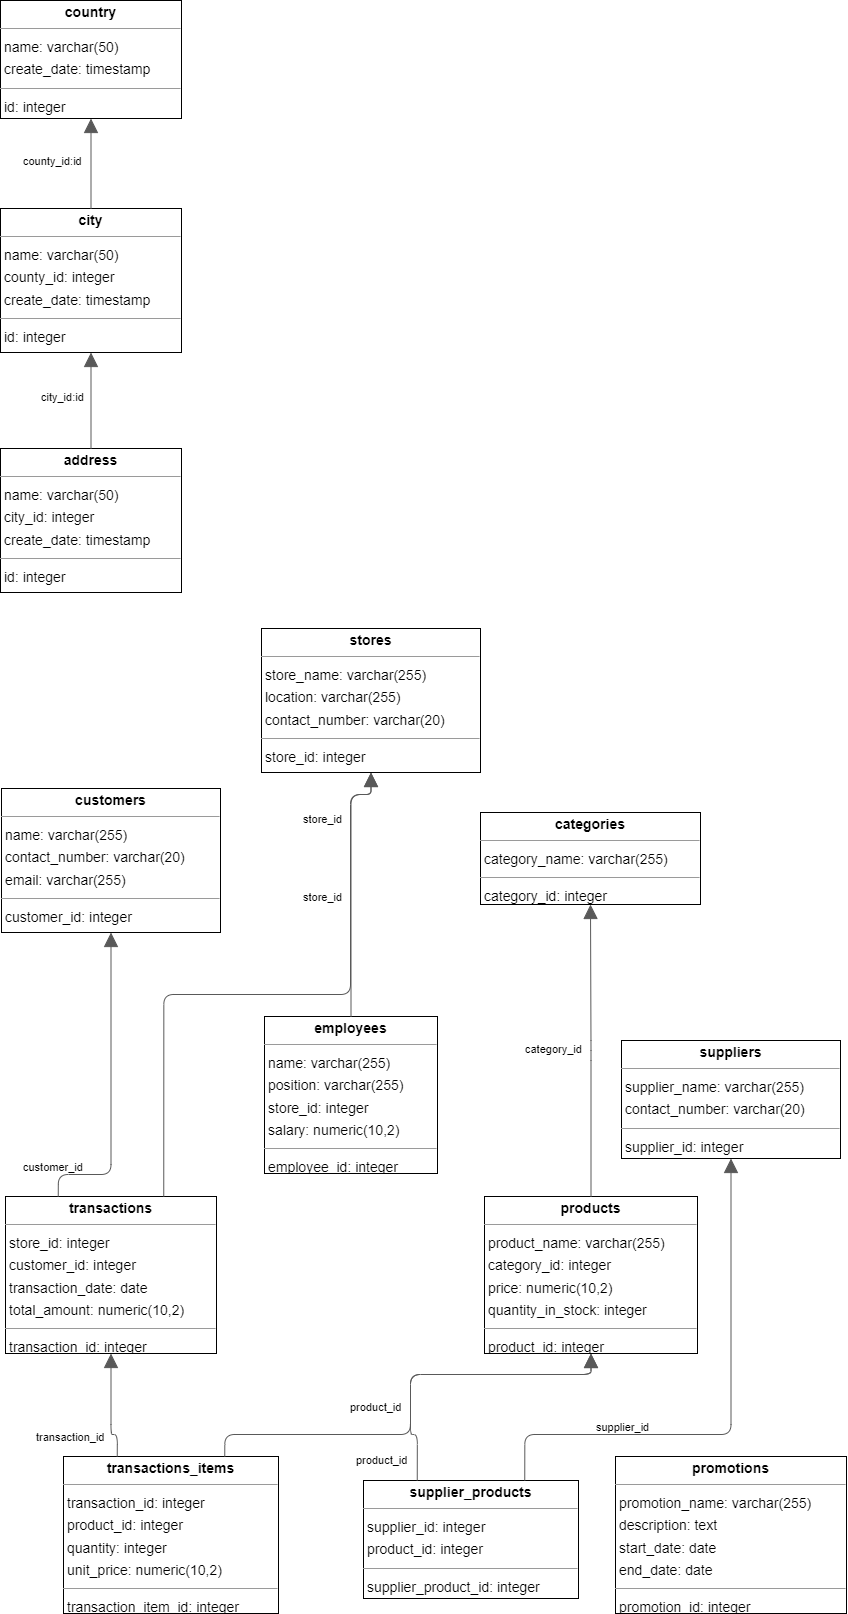 country
name: varchar(50)
create_date: timestamp
id: integer
county_id:id
city
name: varchar(50)
county_id: integer
create_date: timestamp
id: integer
city_id:id
address
name: varchar(50)
city_id: integer
create_date: timestamp
id: integer
stores
store_name: varchar(255)
location: varchar(255)
contact_number: varchar(20)
store_id: integer
customers
name: varchar(255)
contact_number: varchar(20)
email: varchar(255)
customer_id: integer
store_id
store_id
categories
category_name: varchar(255)
category_id: integer
employees
name: varchar(255)
position: varchar(255)
store_id: integer
salary: numeric(10,2)
employee_id: integer
category_id
suppliers
supplier_name: varchar(255)
contact_number: varchar(20)
supplier_id: integer
customer_id
transactions
store_id: integer
customer_id: integer
transaction_date: date
total_amount: numeric(10,2)
transaction_id: integer
products
product_name: varchar(255)
category_id: integer
price: numeric(10,2)
quantity_in_stock: integer
product_id: integer
product_id
supplier_id
transaction_id
product_id
transactions_items
transaction_id: integer
product_id: integer
quantity: integer
unit_price: numeric(10,2)
transaction_item_id: integer
supplier_products
supplier_id: integer
product_id: integer
supplier_product_id: integer
promotions
promotion_name: varchar(255)
description: text
start_date: date
end_date: date
promotion_id: integer